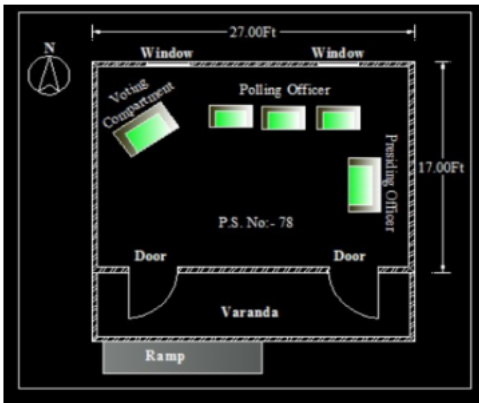 27.00Ft
N
Window
Window
Voting
Compartment
Polling Officer
Presiding Officer
17.00Ft
P.S. No:- 78
Door
Door
Varanda
Ramp